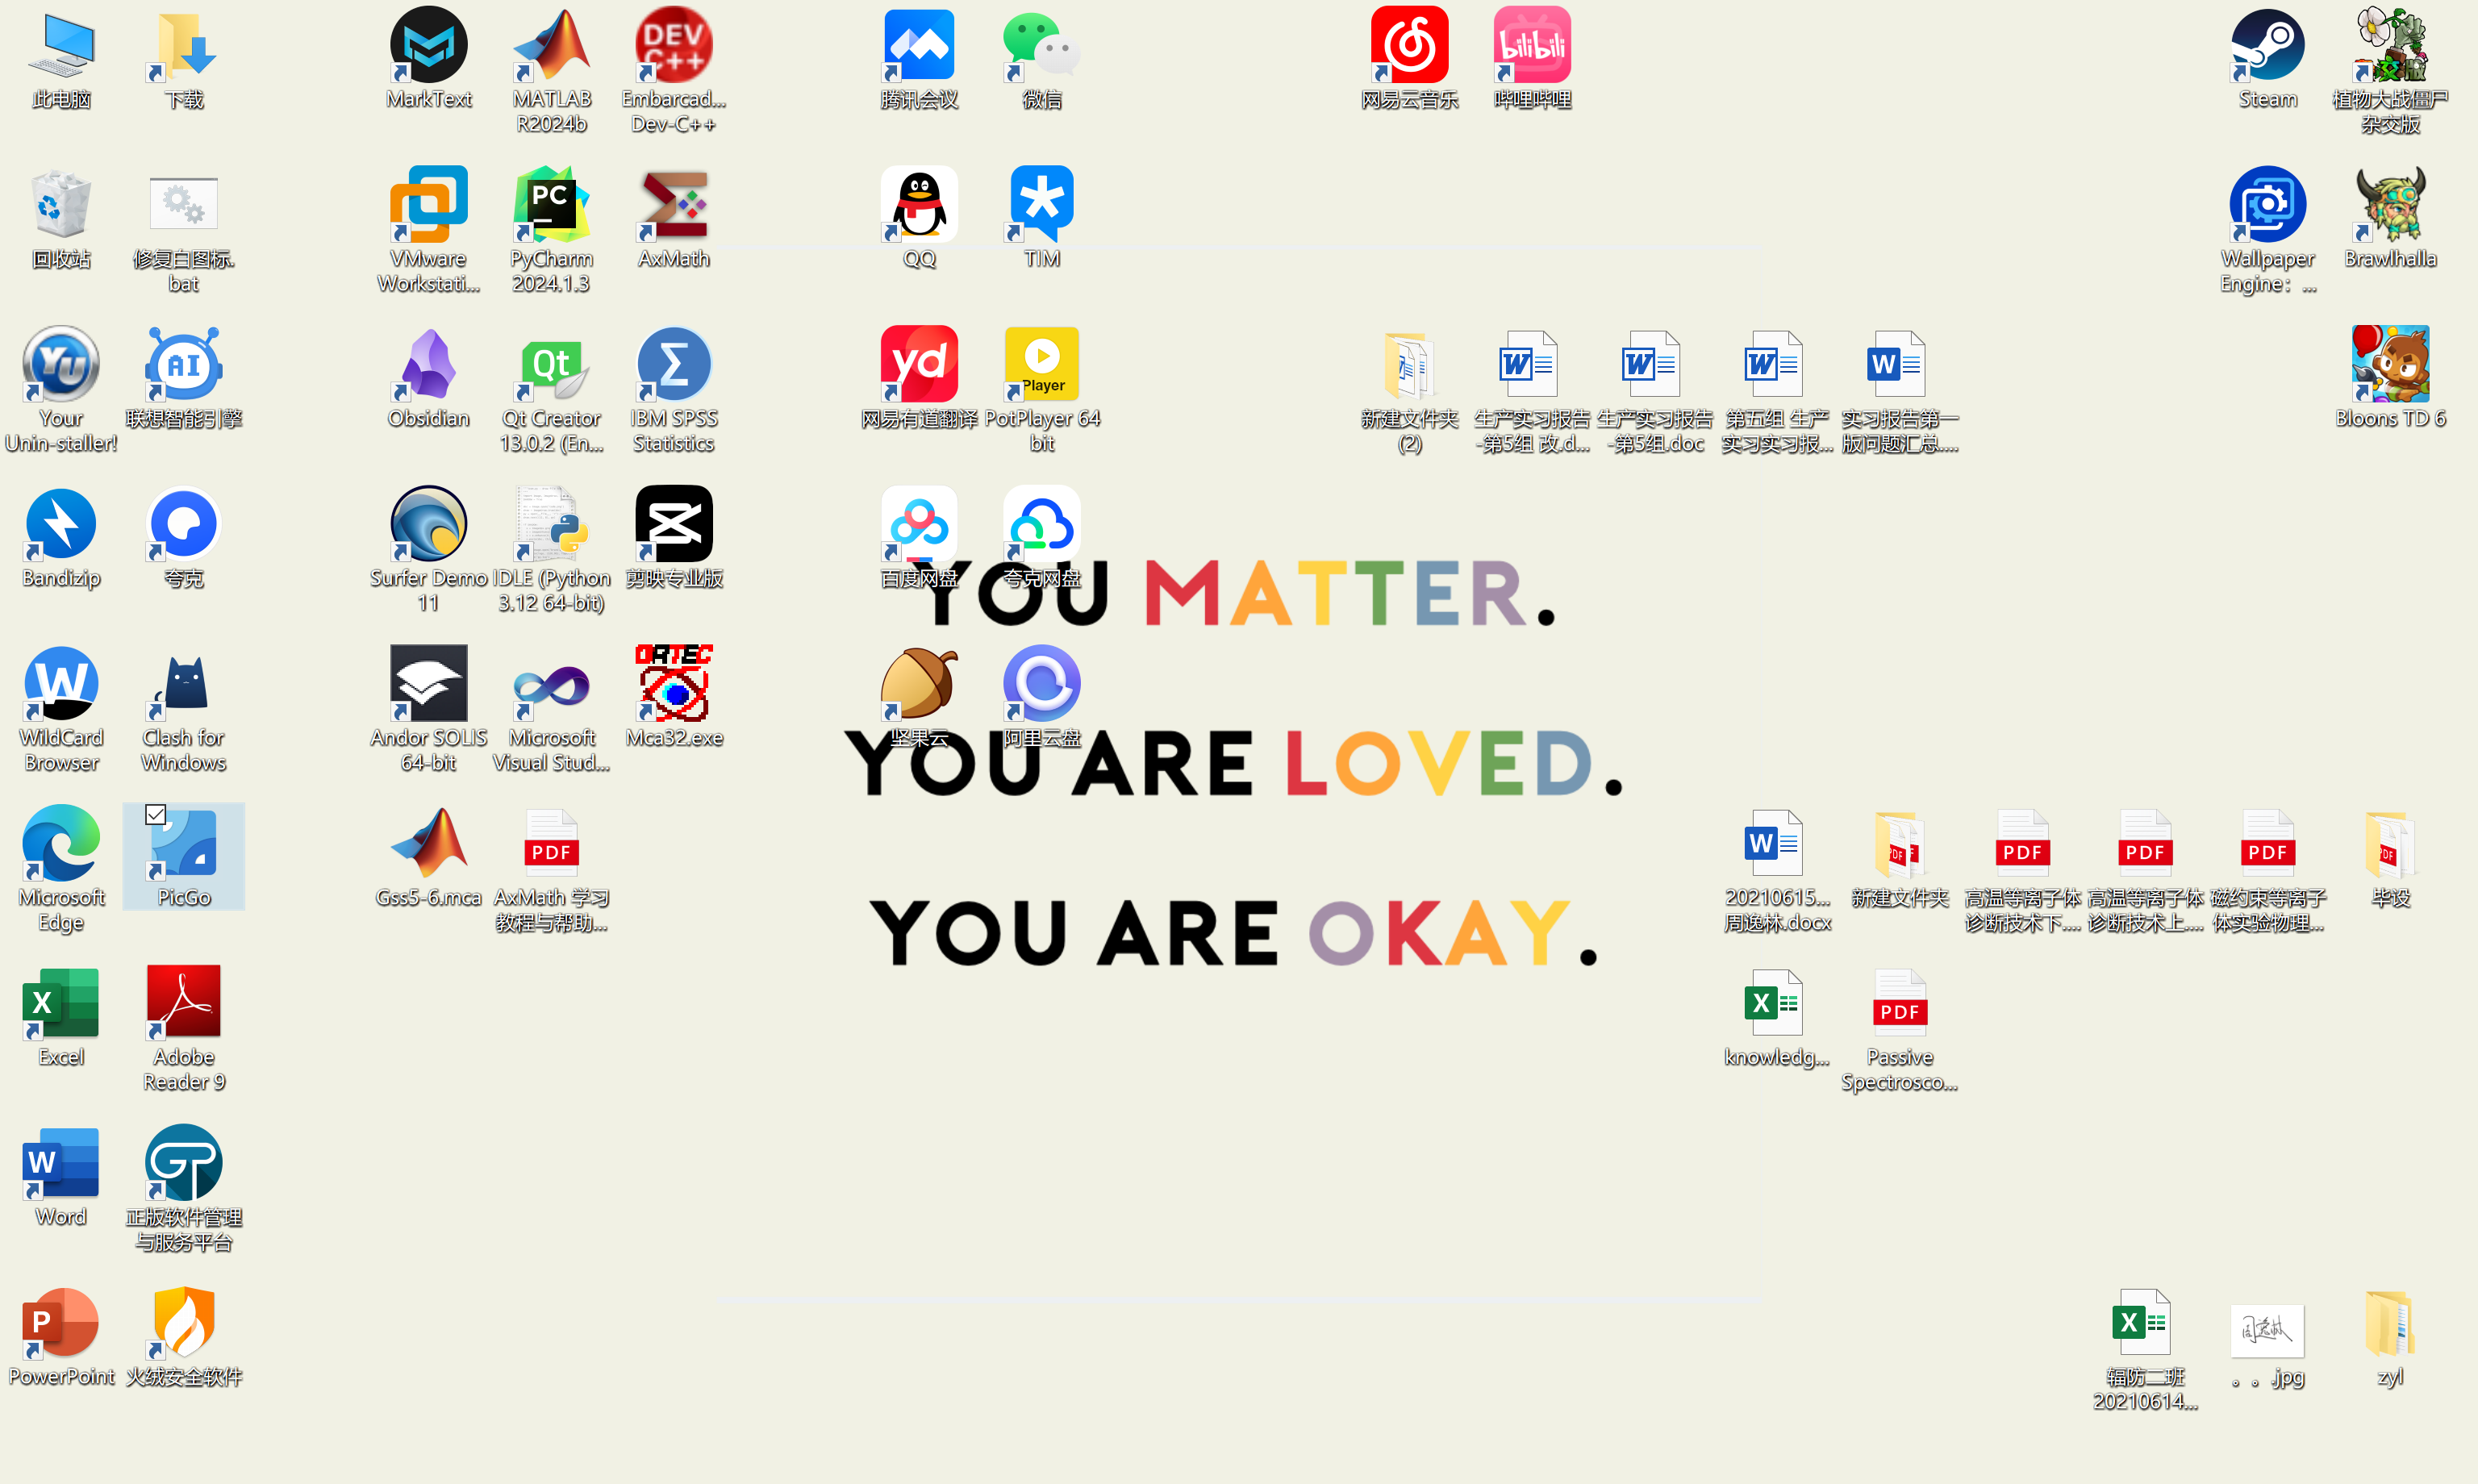 此电脑
下载
MarkText
MATLAB
R2024b
DEV
C++
Embarcad...
Dev-C++
腾讯会议
微信
网易云音乐
bilibili
哔哩哔哩
Steam
植物大战僵尸
杂交版
回收站
修复白图标.
bat
VMware
Workstati...
PC
PyCharm
2024.1.3
AxMath
QQ
TIM
Wallpaper
Engine：...
Brawlhalla
Your
Unin-staller!
AI
联想智能引擎
Obsidian
Qt
Qt Creator
13.0.2 (En...
IBM SPSS
Statistics
yd
网易有道翻译
Player
PotPlayer 64
bit
新建文件夹
(2)
生产实习报告
-第5组 改.d...
生产实习报告
-第5组.doc
第五组 生产
实习实习报...
实习报告第一
版问题汇总....
Bloons TD 6
Bandizip
夸克
Surfer Demo
11
IDLE (Python
3.12 64-bit)
剪映专业版
百度网盘
夸克网盘
YOU MATTER.
WildCard
Browser
Clash for
Windows
Andor SOLIS
64-bit
Microsoft
Visual Stud...
ORTEC
Mca32.exe
坚果云
阿里云盘
YOU ARE LOVED.
Microsoft
Edge
PicGo
Gss5-6.mca
PDF
AxMath 学习
教程与帮助...
YOU ARE OKAY.
20210615...
周逸林.docx
新建文件夹
PDF
高温等离子体
诊断技术下....
PDF
高温等离子体
诊断技术上....
PDF
磁约束等离子
体实验物理...
毕设
Excel
Adobe
Reader 9
knowledg...
PDF
Passive
Spectrosco...
Word
正版软件管理
与服务平台
PowerPoint
火绒安全软件
辐防二班
20210614...
。。.jpg
zyl